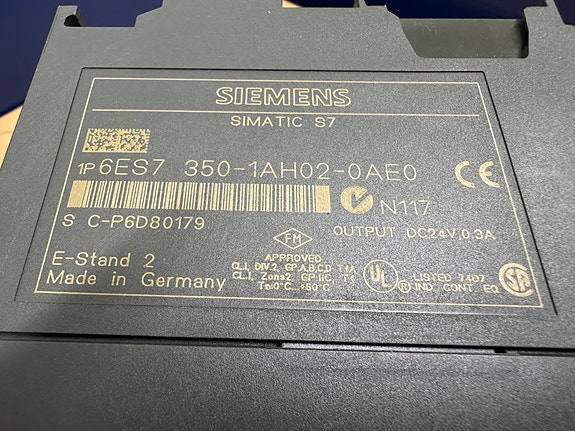 SIEMENS
SIMATIC S7
1P 6ES7 350-1AH02-0AE0
CE
N117
S C-P6D80179
OUTPUT DC24V, 0.3A
FM
APPROVED
E-Stand 2
CL.I, DIV.2, GP.A,B,C,D T4A
CL.I, Zone2, GP.IIC T4
Made in Germany
Ta:0°C...+60°C
UL
® LISTED 7407
IND CONT. EQ